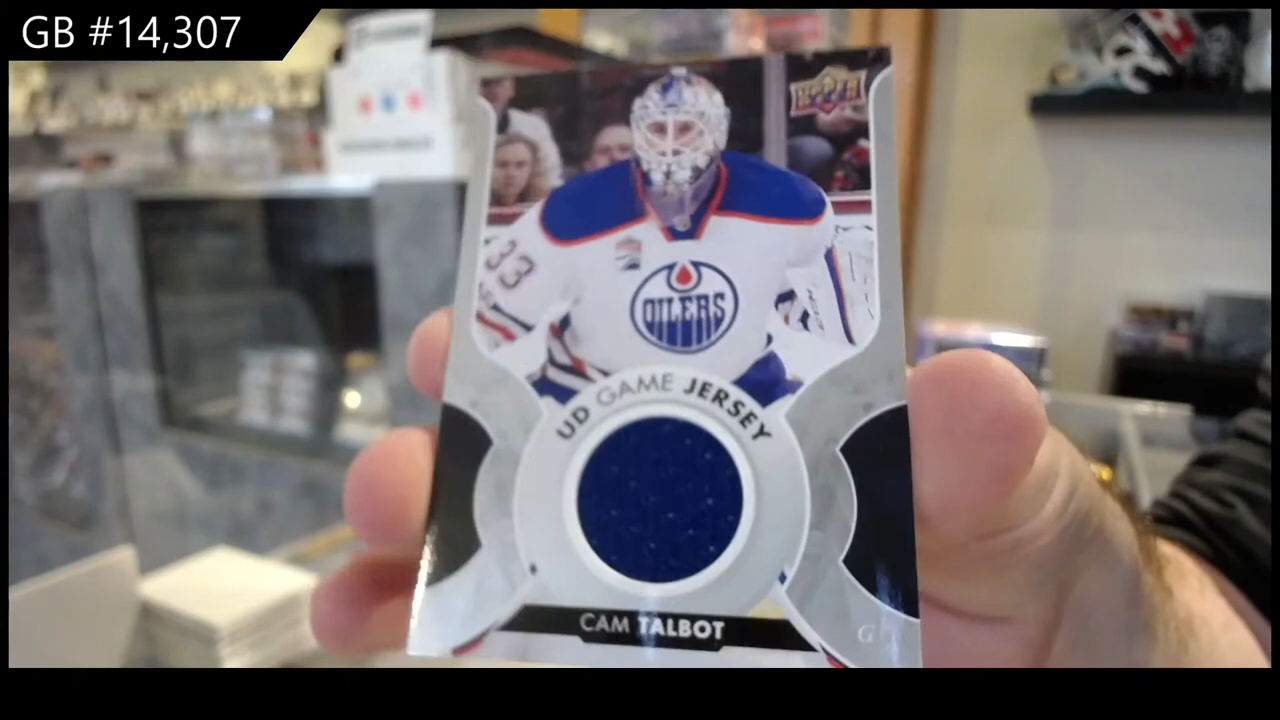 GB #14,307
33
OILERS
UD GAME JERSEY
CAM TALBOT
G